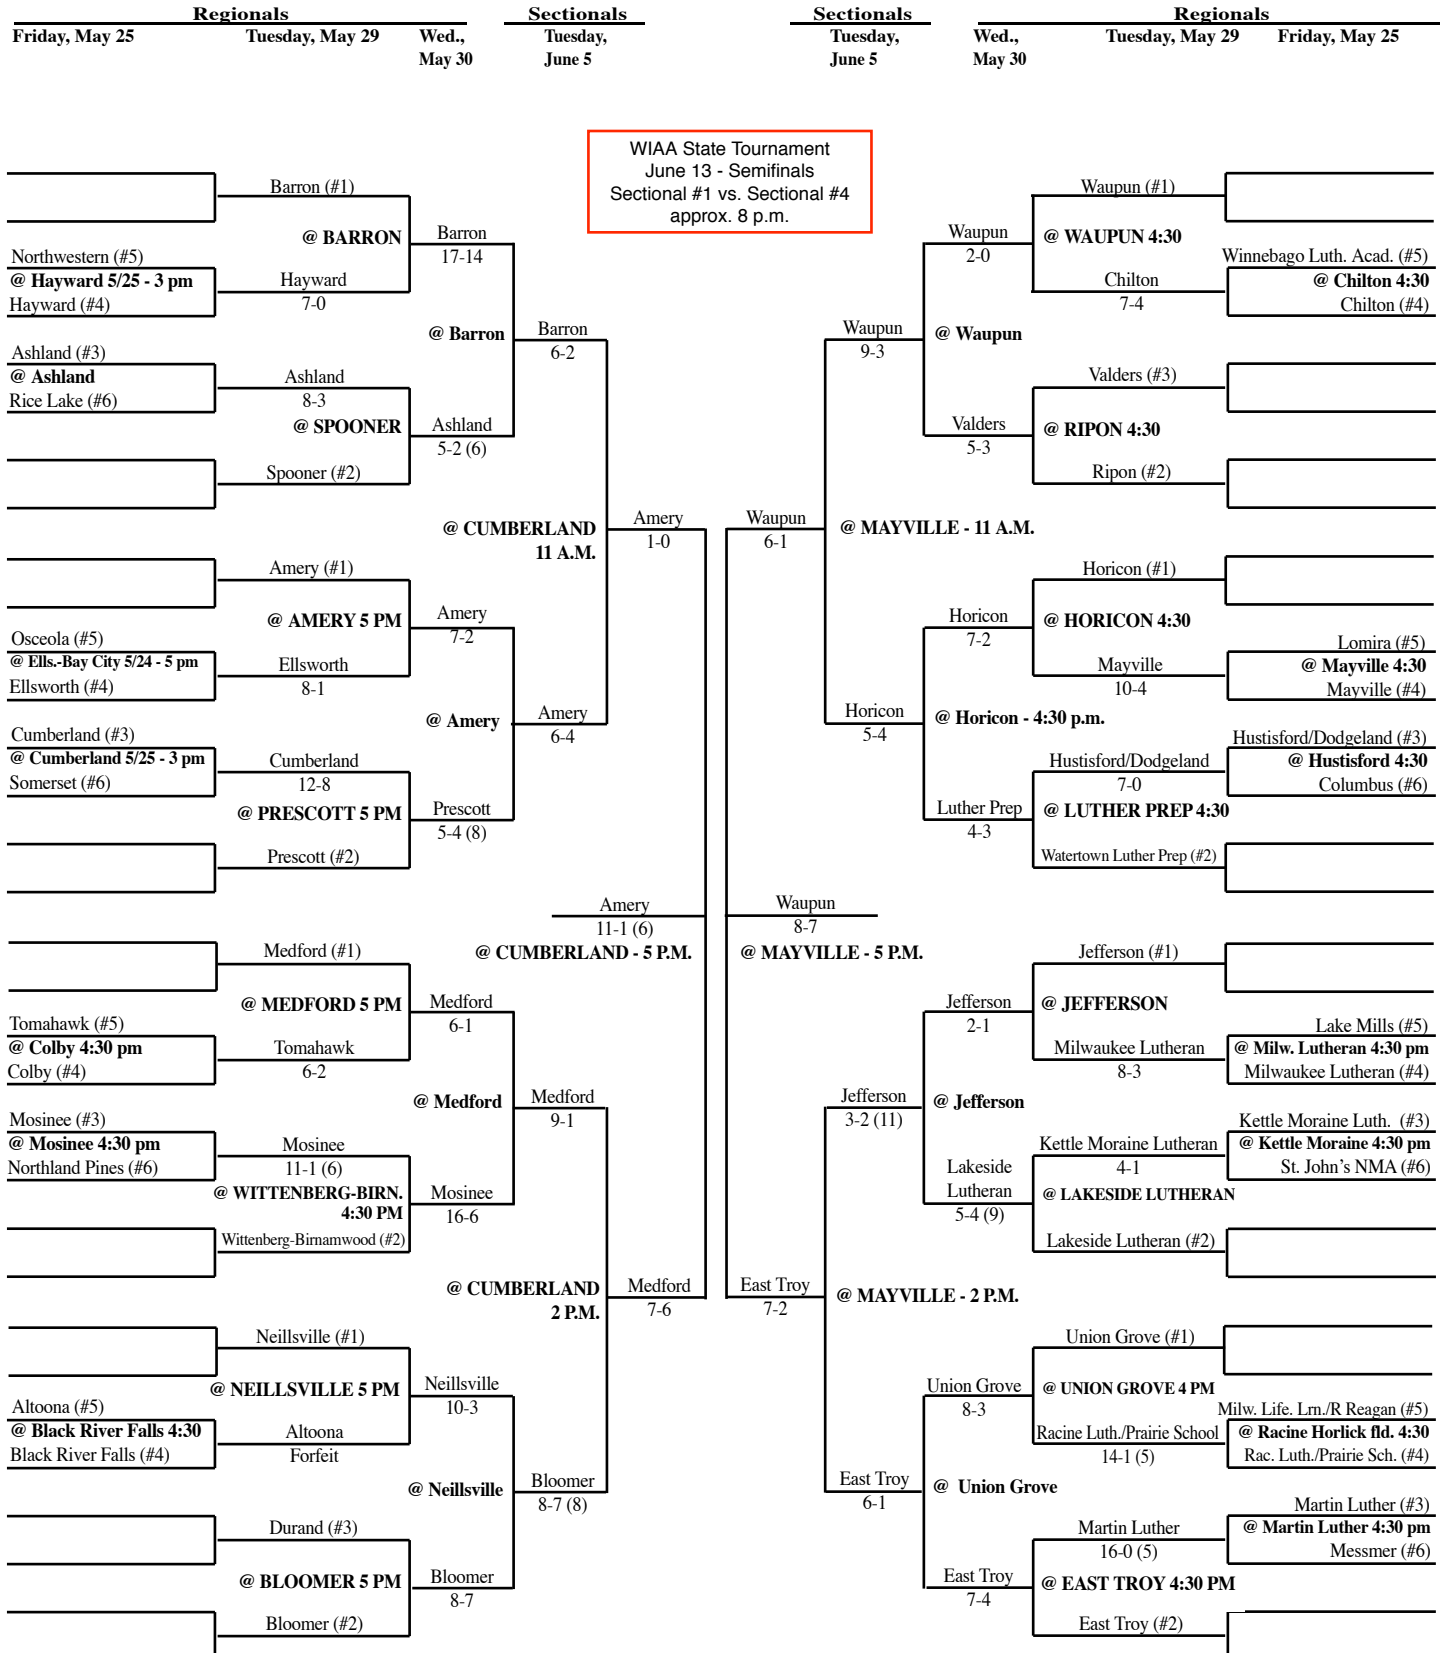 Regionals
Sectionals
Sectionals
Regionals
Friday, May 25
Tuesday, May 29
Wed.,
May 30
Tuesday,
June 5
Tuesday,
June 5
Wed.,
May 30
Tuesday, May 29
Friday, May 25
WIAA State Tournament
June 13 - Semifinals
Sectional #1 vs. Sectional #4
approx. 8 p.m.
Barron (#1)
@ BARRON
Barron
17-14
Northwestern (#5)
@ Hayward 5/25 - 3 pm
Hayward (#4)
Hayward
7-0
@ Barron
Barron
6-2
Ashland (#3)
@ Ashland
Rice Lake (#6)
Ashland
8-3
@ SPOONER
Ashland
5-2 (6)
Spooner (#2)
@ CUMBERLAND
11 A.M.
Amery
1-0
Amery (#1)
@ AMERY 5 PM
Amery
7-2
Osceola (#5)
@ Ells.-Bay City 5/24 - 5 pm
Ellsworth (#4)
Ellsworth
8-1
@ Amery
Amery
6-4
Cumberland (#3)
@ Cumberland 5/25 - 3 pm
Somerset (#6)
Cumberland
12-8
@ PRESCOTT 5 PM
Prescott
5-4 (8)
Prescott (#2)
Amery
11-1 (6)
@ CUMBERLAND - 5 P.M.
Medford (#1)
@ MEDFORD 5 PM
Medford
6-1
Tomahawk (#5)
@ Colby 4:30 pm
Colby (#4)
Tomahawk
6-2
@ Medford
Medford
9-1
Mosinee (#3)
@ Mosinee 4:30 pm
Northland Pines (#6)
Mosinee
11-1 (6)
@ WITTENBERG-BIRN.
4:30 PM
Mosinee
16-6
Wittenberg-Birnamwood (#2)
@ CUMBERLAND
2 P.M.
Medford
7-6
Neillsville (#1)
@ NEILLSVILLE 5 PM
Neillsville
10-3
Altoona (#5)
@ Black River Falls 4:30
Black River Falls (#4)
Altoona
Forfeit
@ Neillsville
Bloomer
8-7 (8)
Durand (#3)
@ BLOOMER 5 PM
Bloomer
8-7
Bloomer (#2)
Waupun (#1)
Waupun
2-0
@ WAUPUN 4:30
Winnebago Luth. Acad. (#5)
@ Chilton 4:30
Chilton (#4)
Chilton
7-4
Waupun
9-3
@ Waupun
Valders (#3)
Valders
5-3
@ RIPON 4:30
Ripon (#2)
Waupun
6-1
@ MAYVILLE - 11 A.M.
Horicon (#1)
Horicon
7-2
@ HORICON 4:30
Lomira (#5)
@ Mayville 4:30
Mayville (#4)
Mayville
10-4
Horicon
5-4
@ Horicon - 4:30 p.m.
Hustisford/Dodgeland (#3)
@ Hustisford 4:30
Columbus (#6)
Hustisford/Dodgeland
7-0
Luther Prep
4-3
@ LUTHER PREP 4:30
Watertown Luther Prep (#2)
Waupun
8-7
@ MAYVILLE - 5 P.M.
Jefferson (#1)
Jefferson
2-1
@ JEFFERSON
Lake Mills (#5)
@ Milw. Lutheran 4:30 pm
Milwaukee Lutheran (#4)
Milwaukee Lutheran
8-3
Jefferson
3-2 (11)
@ Jefferson
Kettle Moraine Luth. (#3)
@ Kettle Moraine 4:30 pm
St. John's NMA (#6)
Kettle Moraine Lutheran
4-1
Lakeside
Lutheran
5-4 (9)
@ LAKESIDE LUTHERAN
Lakeside Lutheran (#2)
East Troy
7-2
@ MAYVILLE - 2 P.M.
Union Grove (#1)
Union Grove
8-3
@ UNION GROVE 4 PM
Milw. Life. Lrn./R Reagan (#5)
@ Racine Horlick fld. 4:30
Rac. Luth./Prairie Sch. (#4)
Racine Luth./Prairie School
14-1 (5)
East Troy
6-1
@ Union Grove
Martin Luther (#3)
@ Martin Luther 4:30 pm
Messmer (#6)
Martin Luther
16-0 (5)
East Troy
7-4
@ EAST TROY 4:30 PM
East Troy (#2)